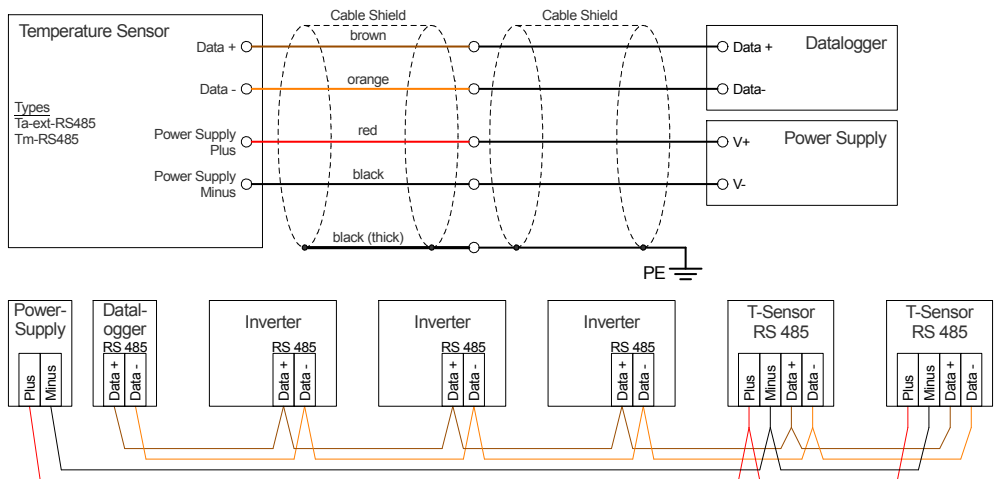 Temperature Sensor
Types
Ta-ext-RS485
Tm-RS485
Data +
Data -
Power Supply
Plus
Power Supply
Minus
Cable Shield
Cable Shield
brown
orange
red
black
black (thick)
Data +
Data-
Datalogger
V+
V-
Power Supply
PE
Power-
Supply
Plus
Minus
Datal-
ogger
RS 485
Data +
Data -
Inverter
RS 485
Data +
Data -
Inverter
RS 485
Data +
Data -
Inverter
RS 485
Data +
Data -
T-Sensor
RS 485
Plus
Minus
Data +
Data -
T-Sensor
RS 485
Plus
Minus
Data +
Data -